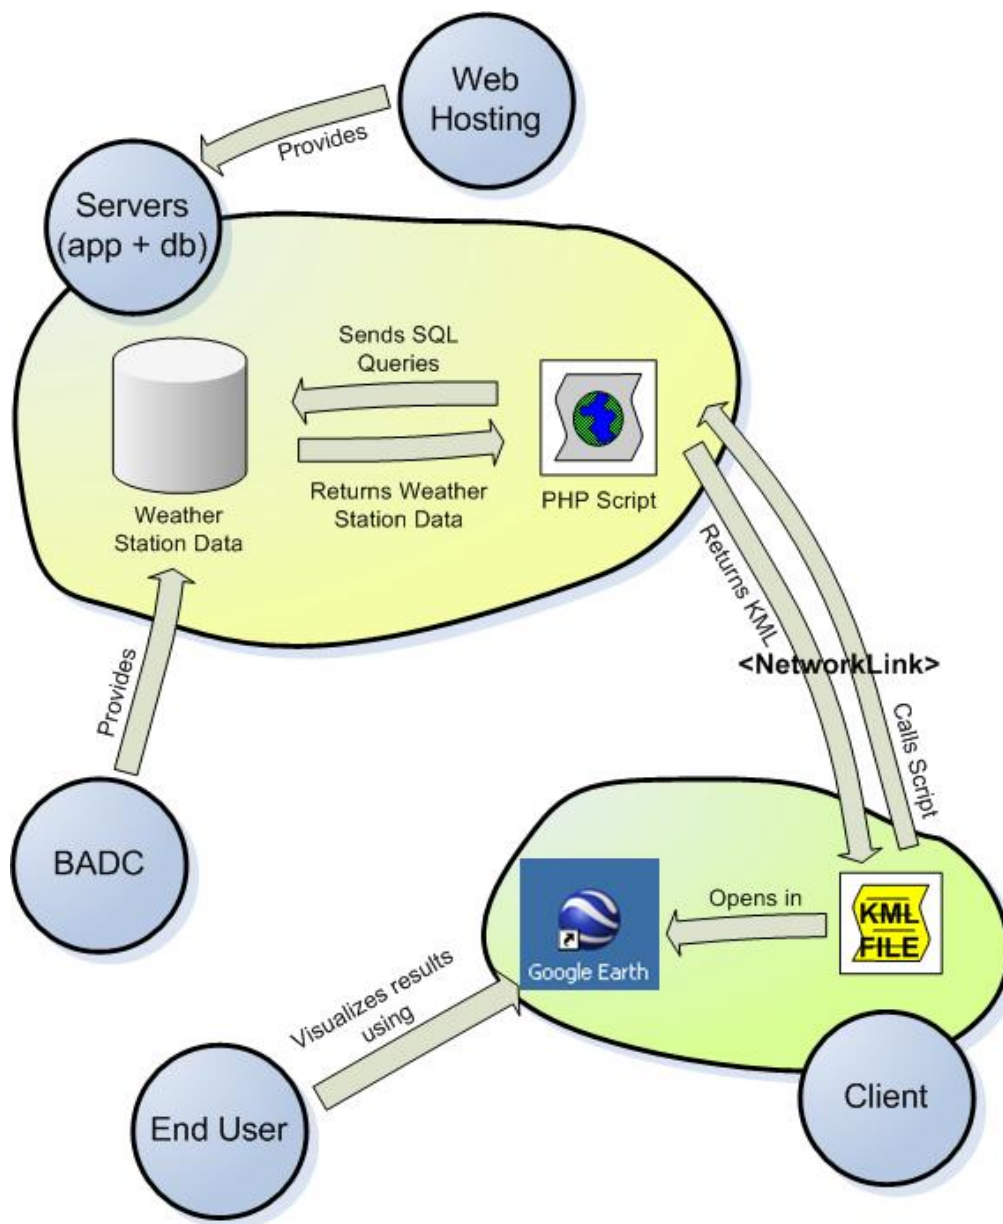 Web
Hosting
Provides
Servers
(app + db)
Sends SQL
Queries
Returns Weather
Station Data
PHP Script
Weather
Station Data
Returns KML
<NetworkLink>
Calls Script
Provides
BADC
Opens in
KML
FILE
Google Earth
Visualizes results
using
End User
Client